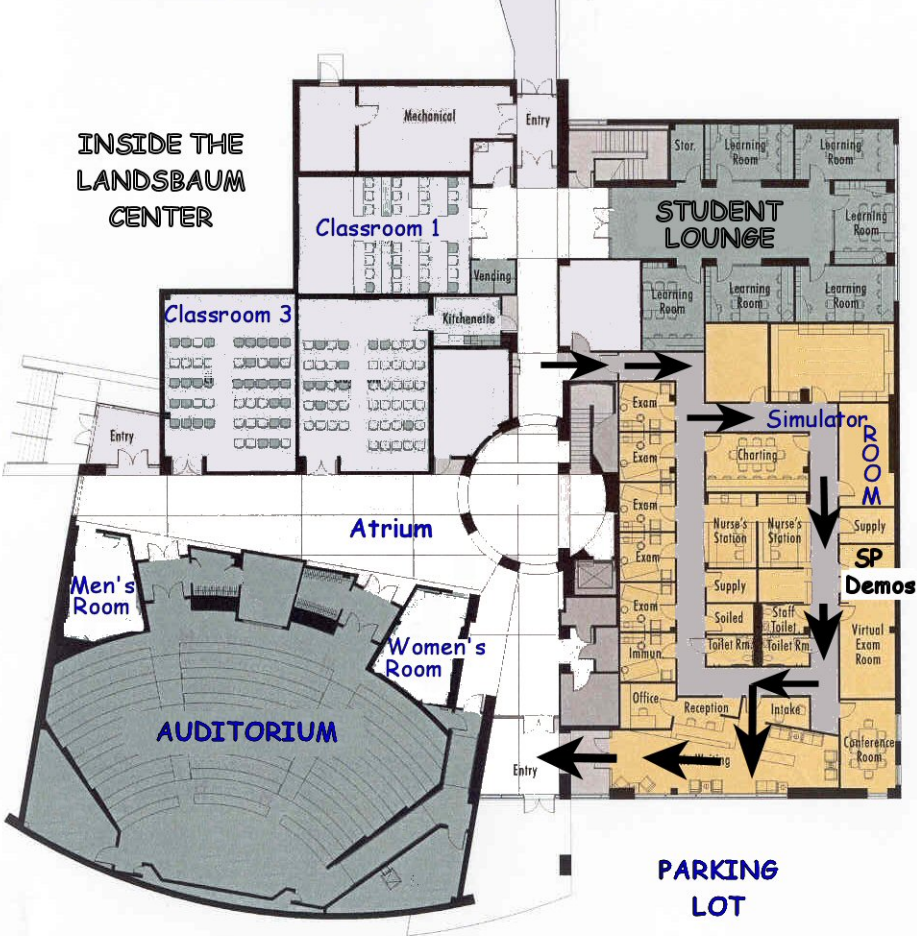 INSIDE THE
LANDSBAUM
CENTER
Mechanical
Entry
Stor.
Learning
Room
Learning
Room
Classroom 1
STUDENT
LOUNGE
Learning
Room
Vending
Learning
Room
Learning
Room
Learning
Room
Classroom 3
Kitchenette
Exam
Simulator
ROOM
Entry
Exam
Charting
Atrium
Exam
Nurse's
Station
Nurse's
Station
Supply
Exam
SP
Demos
Men's
Room
Supply
Exam
Soiled
Staff
Toilet
Virtual
Exam
Room
Women's
Room
Immun.
Toilet Rm.
Toilet Rm.
Office
Reception
Intake
AUDITORIUM
Conference
Room
Entry
Waiting
PARKING
LOT